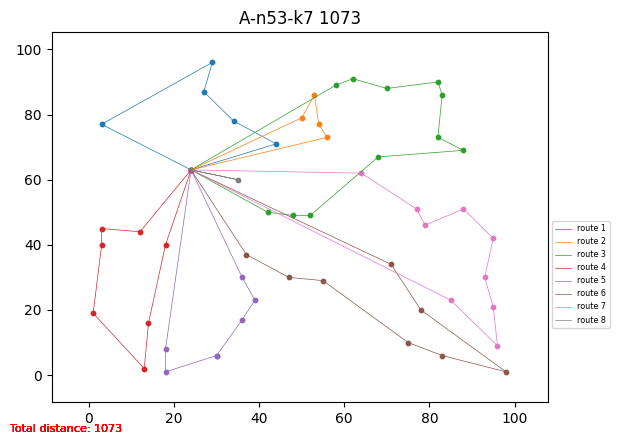 A-n53-k7 1073
100
80
60
40
20
0
0 20 40 60 80 100
route 1
route 2
route 3
route 4
route 5
route 6
route 7
route 8
Total distance: 1073